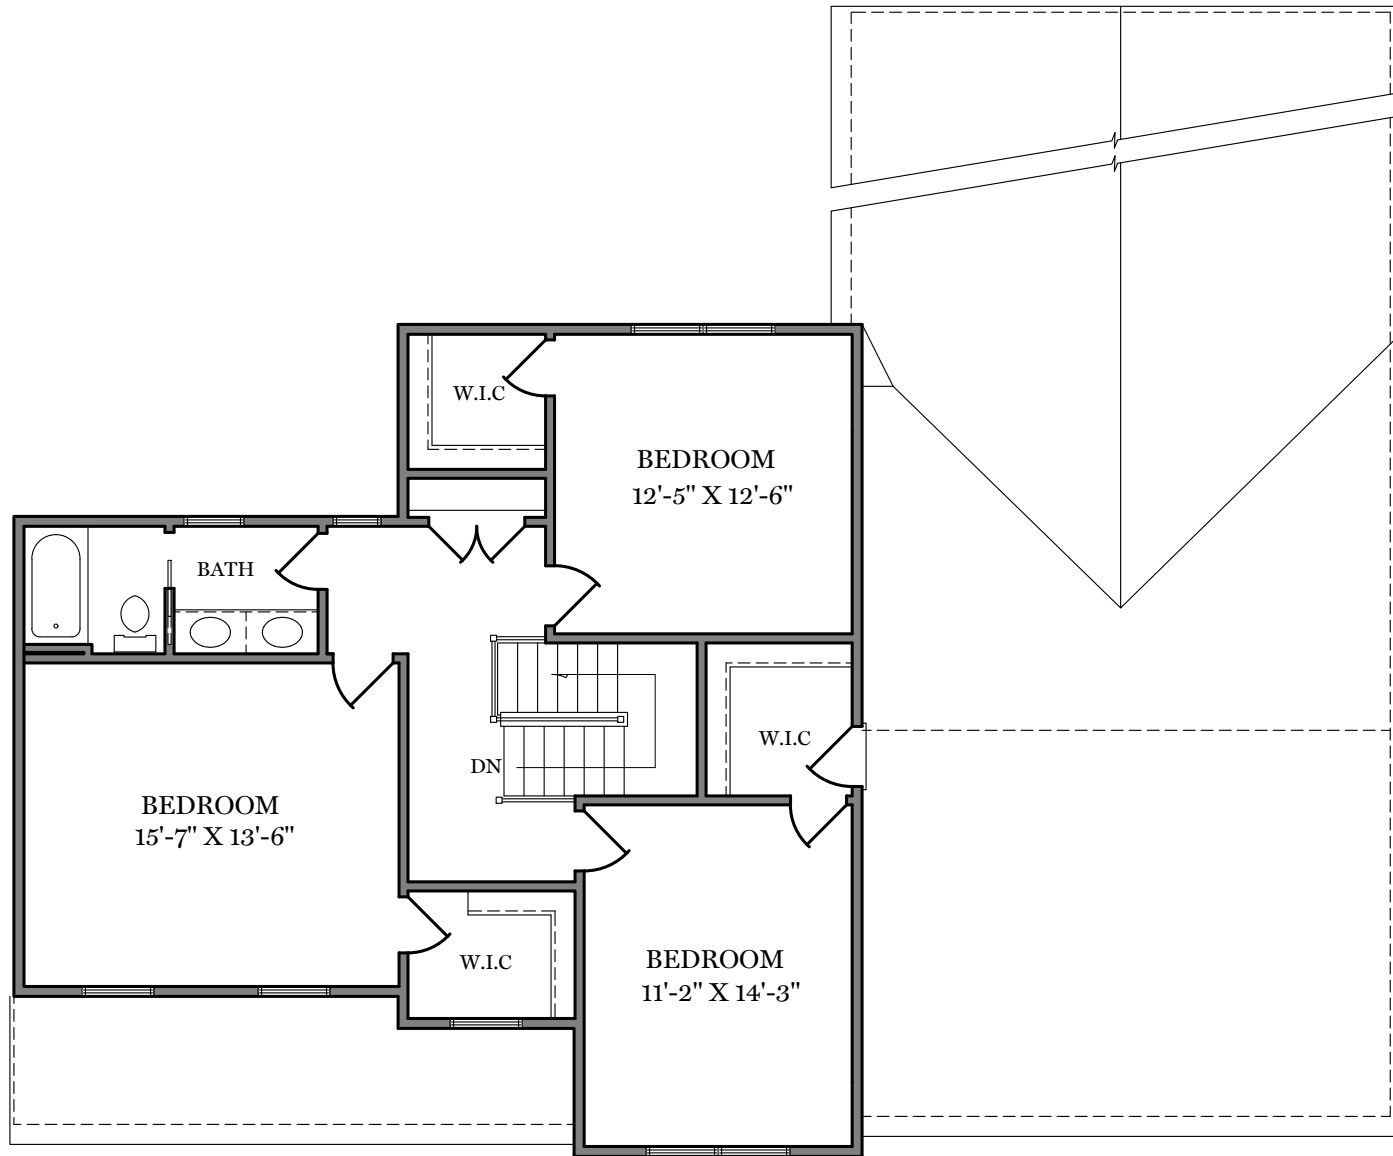 W.I.C
BEDROOM
12'-5" X 12'-6"
BATH
W.I.C
DN
BEDROOM
15'-7" X 13'-6"
W.I.C
BEDROOM
11'-2" X 14'-3"